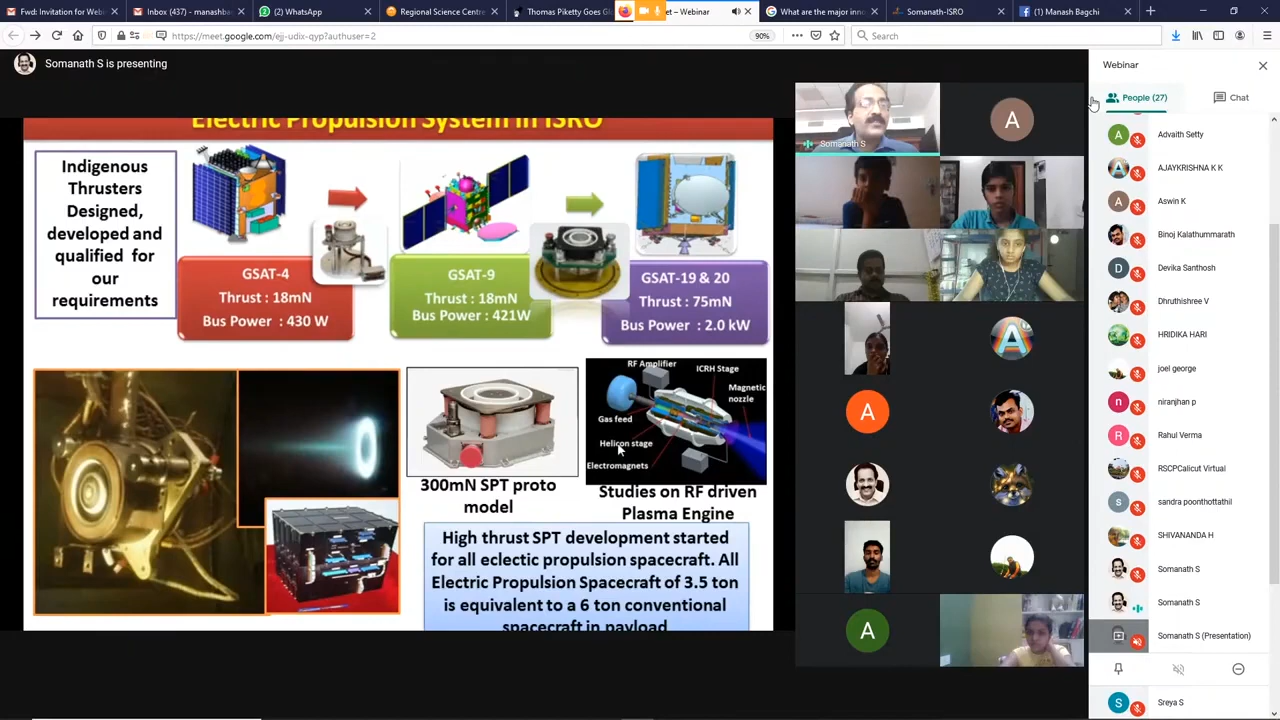 Fwd: Invitation for Webin
Inbox (437) - manashbag
(2) WhatsApp
Regional Science Centre
Thomas Piketty Goes Gl
et – Webinar
What are the major inno
Somanath-ISRO
(8) Manash Bagchi
https://meet.google.com/ejj-udix-qyp?authuser=2
90%
Search
Somanath S is presenting
Webinar
People (27)
Chat
Electric Propulsion System in ISRO
Indigenous
Thrusters
Designed,
developed and
qualified for
our
requirements
GSAT-4
Thrust : 18mN
Bus Power : 430 W
GSAT-9
Thrust : 18mN
Bus Power : 421W
GSAT-19 & 20
Thrust : 75mN
Bus Power : 2.0 kW
RF Amplifier
ICRH Stage
Magnetic
nozzle
Gas feed
Helicon stage
Electromagnets
300mN SPT proto
model
Studies on RF driven
Plasma Engine
High thrust SPT development started
for all eclectic propulsion spacecraft. All
Electric Propulsion Spacecraft of 3.5 ton
is equivalent to a 6 ton conventional
spacecraft in payload
Somanath S
A
A
A
A
A Advaith Setty
AJAYKRISHNA K K
A Aswin K
Binoj Kalathummarath
D Devika Santhosh
Dhruthishree V
HRIDIKA HARI
joel george
n niranjhan p
R Rahul Verma
RSCPCalicut Virtual
s sandra poonthottathil
SHIVANANDA H
Somanath S
Somanath S
Somanath S (Presentation)
S Sreya S